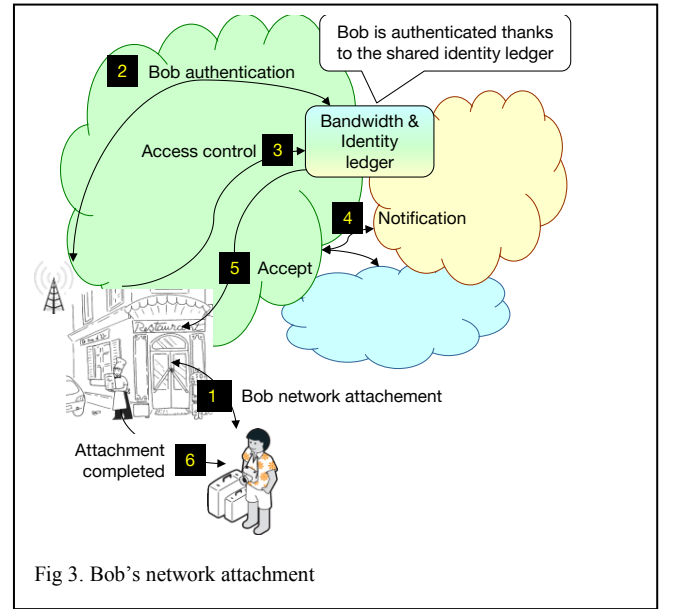 Bob is authenticated thanks
to the shared identity ledger
2 Bob authentication
Bandwidth &
Identity
ledger
Access control 3
4 Notification
5 Accept
Restaurant
1 Bob network attachement
Attachment
completed 6
Fig 3. Bob's network attachment